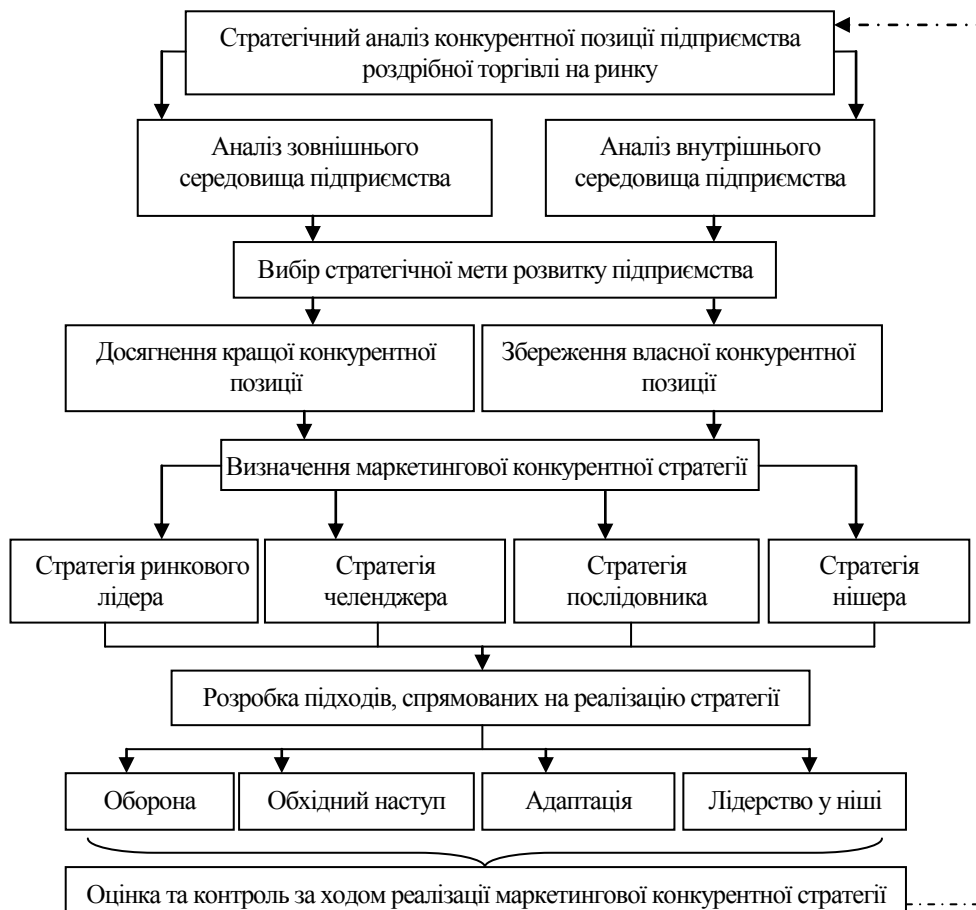 Стратегічний аналіз конкурентної позиції підприємства
роздрібної торгівлі на ринку
Аналіз зовнішнього
середовища підприємства
Аналіз внутрішнього
середовища підприємства
Вибір стратегічної мети розвитку підприємства
Досягнення кращої конкурентної
позиції
Збереження власної конкурентної
позиції
Визначення маркетингової конкурентної стратегії
Стратегія ринкового
лідера
Стратегія
челенджера
Стратегія
послідовника
Стратегія
нішера
Розробка підходів, спрямованих на реалізацію стратегії
Оборона
Обхідний наступ
Адаптація
Лідерство у ніші
Оцінка та контроль за ходом реалізації маркетингової конкурентної стратегії